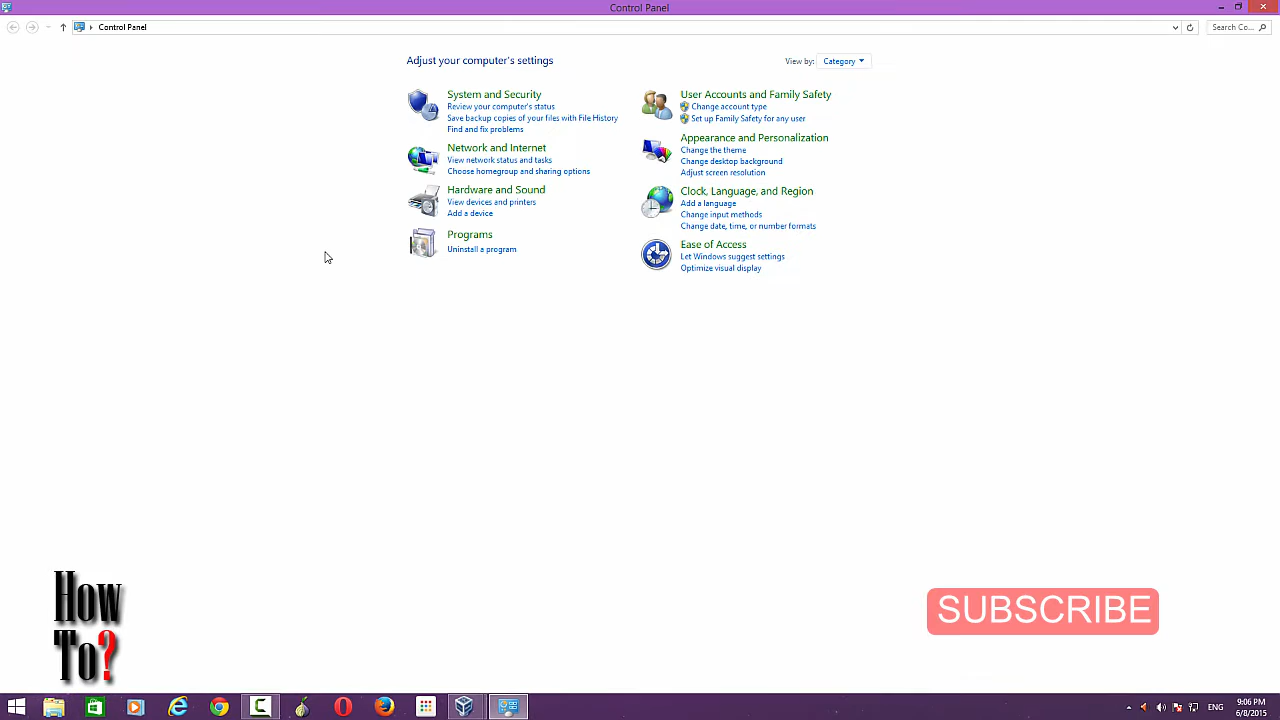 Control Panel
Control Panel
Search Co...
Adjust your computer's settings
View by: Category
System and Security
Review your computer's status
Save backup copies of your files with File History
Find and fix problems
Network and Internet
View network status and tasks
Choose homegroup and sharing options
Hardware and Sound
View devices and printers
Add a device
Programs
Uninstall a program
User Accounts and Family Safety
Change account type
Set up Family Safety for any user
Appearance and Personalization
Change the theme
Change desktop background
Adjust screen resolution
Clock, Language, and Region
Add a language
Change input methods
Change date, time, or number formats
Ease of Access
Let Windows suggest settings
Optimize visual display
How
To?
SUBSCRIBE
ENG
9:06 PM
6/8/2015